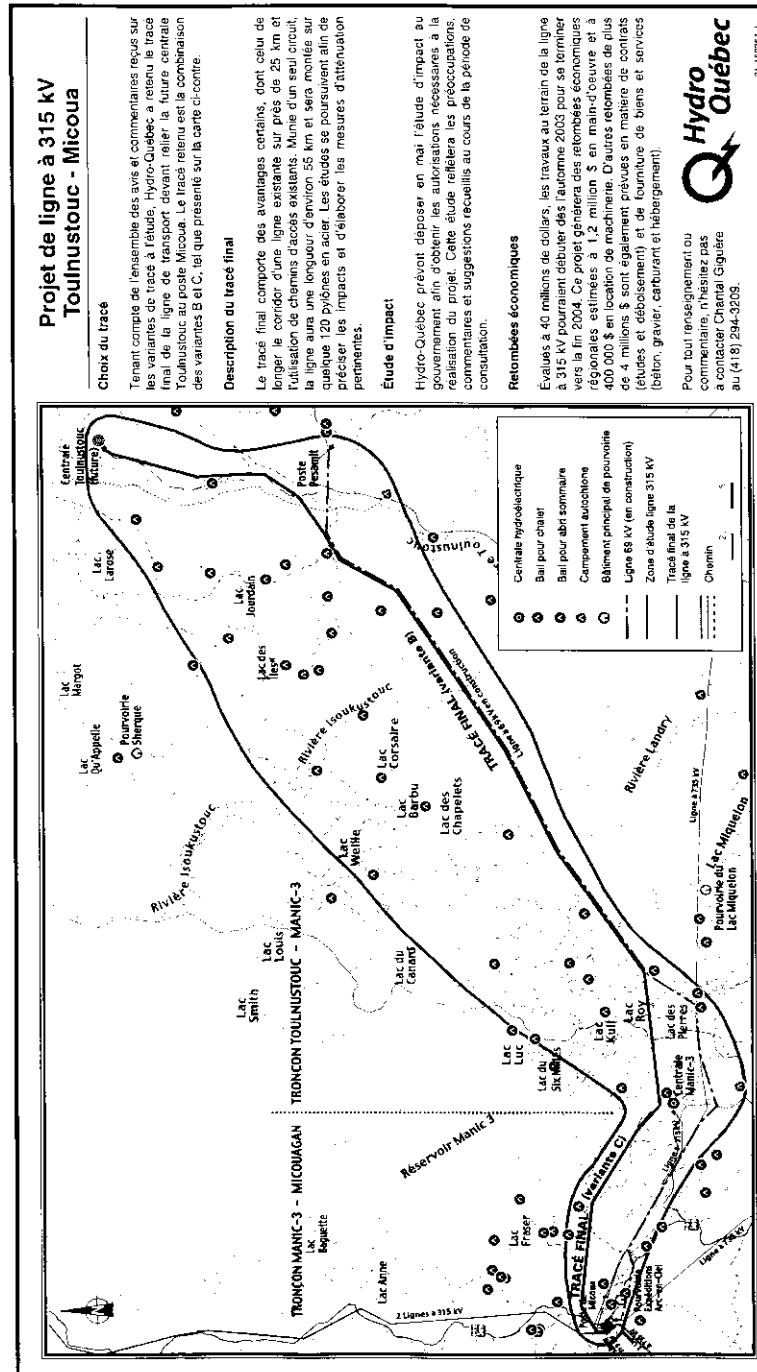 Projet de ligne à 315 kV
Toulnustouc - Micoua
Choix du tracé
Tenant compte de l'ensemble des avis et commentaires reçus sur
les variantes de tracé à l'étude, Hydro-Québec a retenu le tracé
final de la ligne de transport devant relier la future centrale
Toulnustouc au poste Micoua. Le tracé retenu est la combinaison
des variantes B et C, tel que présenté sur la carte ci-contre.
Description du tracé final
Le tracé final comporte des avantages certains, dont celui de
longer le corridor d'une ligne existante sur près de 25 km et
l'utilisation de chemins d'accès existants. Munie d'un seul circuit,
la ligne aura une longueur d'environ 55 km et sera montée sur
quelque 120 pylônes en acier. Les études se poursuivent afin de
préciser les impacts et d'élaborer les mesures d'atténuation
pertinentes.
Étude d'impact
Hydro-Québec prévoit déposer en mai l'étude d'impact au
gouvernement afin d'obtenir les autorisations nécessaires à la
réalisation du projet. Cette étude reflètera les préoccupations,
commentaires et suggestions recueillis au cours de la période de
consultation.
Retombées économiques
Évalués à 40 millions de dollars, les travaux au terrain de la ligne
à 315 kV pourraient débuter dès l'automne 2003 pour se terminer
vers la fin 2004. Ce projet générera des retombées économiques
régionales estimées à 1,2 million $ en main-d'oeuvre et à
400 000 $ en location de machinerie. D'autres retombées de plus
de 4 millions $ sont également prévues en matière de contrats
(études et déboisement) et de fourniture de biens et services
(béton, gravier, carburant et hébergement).
Pour tout renseignement ou
commentaire, n'hésitez pas
à contacter Chantal Giguère
au (418) 294-3209.
Hydro
Québec
Centrale
Toulnustouc
(future)
Lac
Larose
Lac
Margot
Lac
Qu'Appelle
Pourvoirie
Sherque
Lac
Jourdain
Lac des
Îles
Poste
Pesamit
Rivière Isoukustouc
Rivière Isoukustouc
Toulnustouc
Lac
Corsaire
Lac
Barbu
Lac des
Chapelets
Lac
Weille
Lac
Louis
Lac
Smith
Lac du
Canard
TRACÉ FINAL (variante B)
Ligne à 69 kV en construction
Rivière Landry
Ligne à 735 kV
Lac Miquelon
Pourvoirie du
Lac Miquelon
TRONÇON TOULNUSTOUC - MANIC-3
TRONÇON MANIC-3 - MICOUAGAN
Lac
Luc
Lac du
Six Milles
Lac
Kull
Lac
Roy
Lac des
Pierres
Centrale
Manic-3
Réservoir Manic 3
Lac
Baguette
Lac Anne
Lac
Fraser
TRACÉ FINAL (variante C)
2 Lignes à 315 kV
Ligne à 315 kV
Ligne à 735 kV
Micoua
Pourvoirie
Expéditions
Arc-en-Ciel
Centrale hydroélectrique
Bail pour chalet
Bail pour abri sommaire
Campement autochtone
Bâtiment principal de pourvoirie
Ligne 69 kV (en construction)
Zone d'étude ligne 315 kV
Tracé final de la
ligne à 315 kV
Chemin